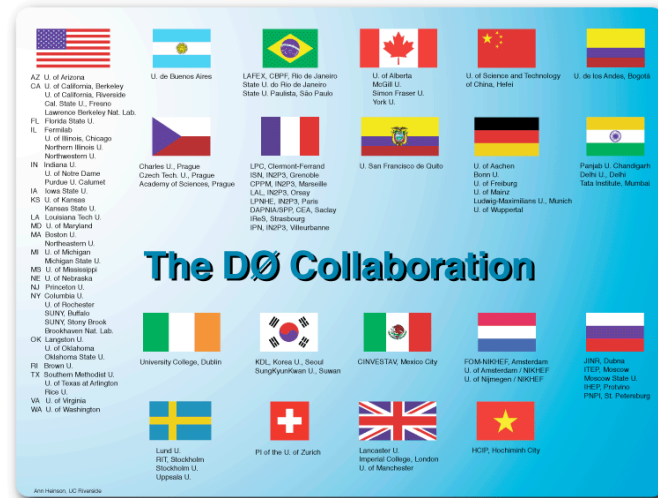 AZ U. of Arizona
CA U. of California, Berkeley
U. of California, Riverside
Cal. State U., Fresno
Lawrence Berkeley Nat. Lab.
FL Florida State U.
IL Fermilab
U. of Illinois, Chicago
Northern Illinois U.
Northwestern U.
IN Indiana U.
U. of Notre Dame
Purdue U. Calumet
IA Iowa State U.
KS U. of Kansas
Kansas State U.
LA Louisiana Tech U.
MD U. of Maryland
MA Boston U.
Northeastern U.
MI U. of Michigan
Michigan State U.
MS U. of Mississippi
NE U. of Nebraska
NJ Princeton U.
NY Columbia U.
U. of Rochester
SUNY, Buffalo
SUNY, Stony Brook
Brookhaven Nat. Lab.
OK Langston U.
U. of Oklahoma
Oklahoma State U.
RI Brown U.
TX Southern Methodist U.
U. of Texas at Arlington
Rice U.
VA U. of Virginia
WA U. of Washington
U. de Buenos Aires
LAFEX, CBPF, Rio de Janeiro
State U. do Rio de Janeiro
State U. Paulista, São Paulo
U. of Alberta
McGill U.
Simon Fraser U.
York U.
U. of Science and Technology
of China, Hefei
U. de los Andes, Bogotá
Charles U., Prague
Czech Tech. U., Prague
Academy of Sciences, Prague
LPC, Clermont-Ferrand
ISN, IN2P3, Grenoble
CPPM, IN2P3, Marseille
LAL, IN2P3, Orsay
LPNHE, IN2P3, Paris
DAPNIA/SPP, CEA, Saclay
IReS, Strasbourg
IPN, IN2P3, Villeurbanne
U. San Francisco de Quito
U. of Aachen
Bonn U.
U. of Freiburg
U. of Mainz
Ludwig-Maximilians U., Munich
U. of Wuppertal
Panjab U. Chandigarh
Delhi U., Delhi
Tata Institute, Mumbai
The DØ Collaboration
University College, Dublin
KDL, Korea U., Seoul
SungKyunKwan U., Suwan
CINVESTAV, Mexico City
FOM-NIKHEF, Amsterdam
U. of Amsterdam / NIKHEF
U. of Nijmegen / NIKHEF
JINR, Dubna
ITEP, Moscow
Moscow State U.
IHEP, Protvino
PNPI, St. Petersburg
Lund U.
RIT, Stockholm
Stockholm U.
Uppsala U.
PI of the U. of Zurich
Lancaster U.
Imperial College, London
U. of Manchester
HCIP, Hochiminh City
Ann Heinson, UC Riverside